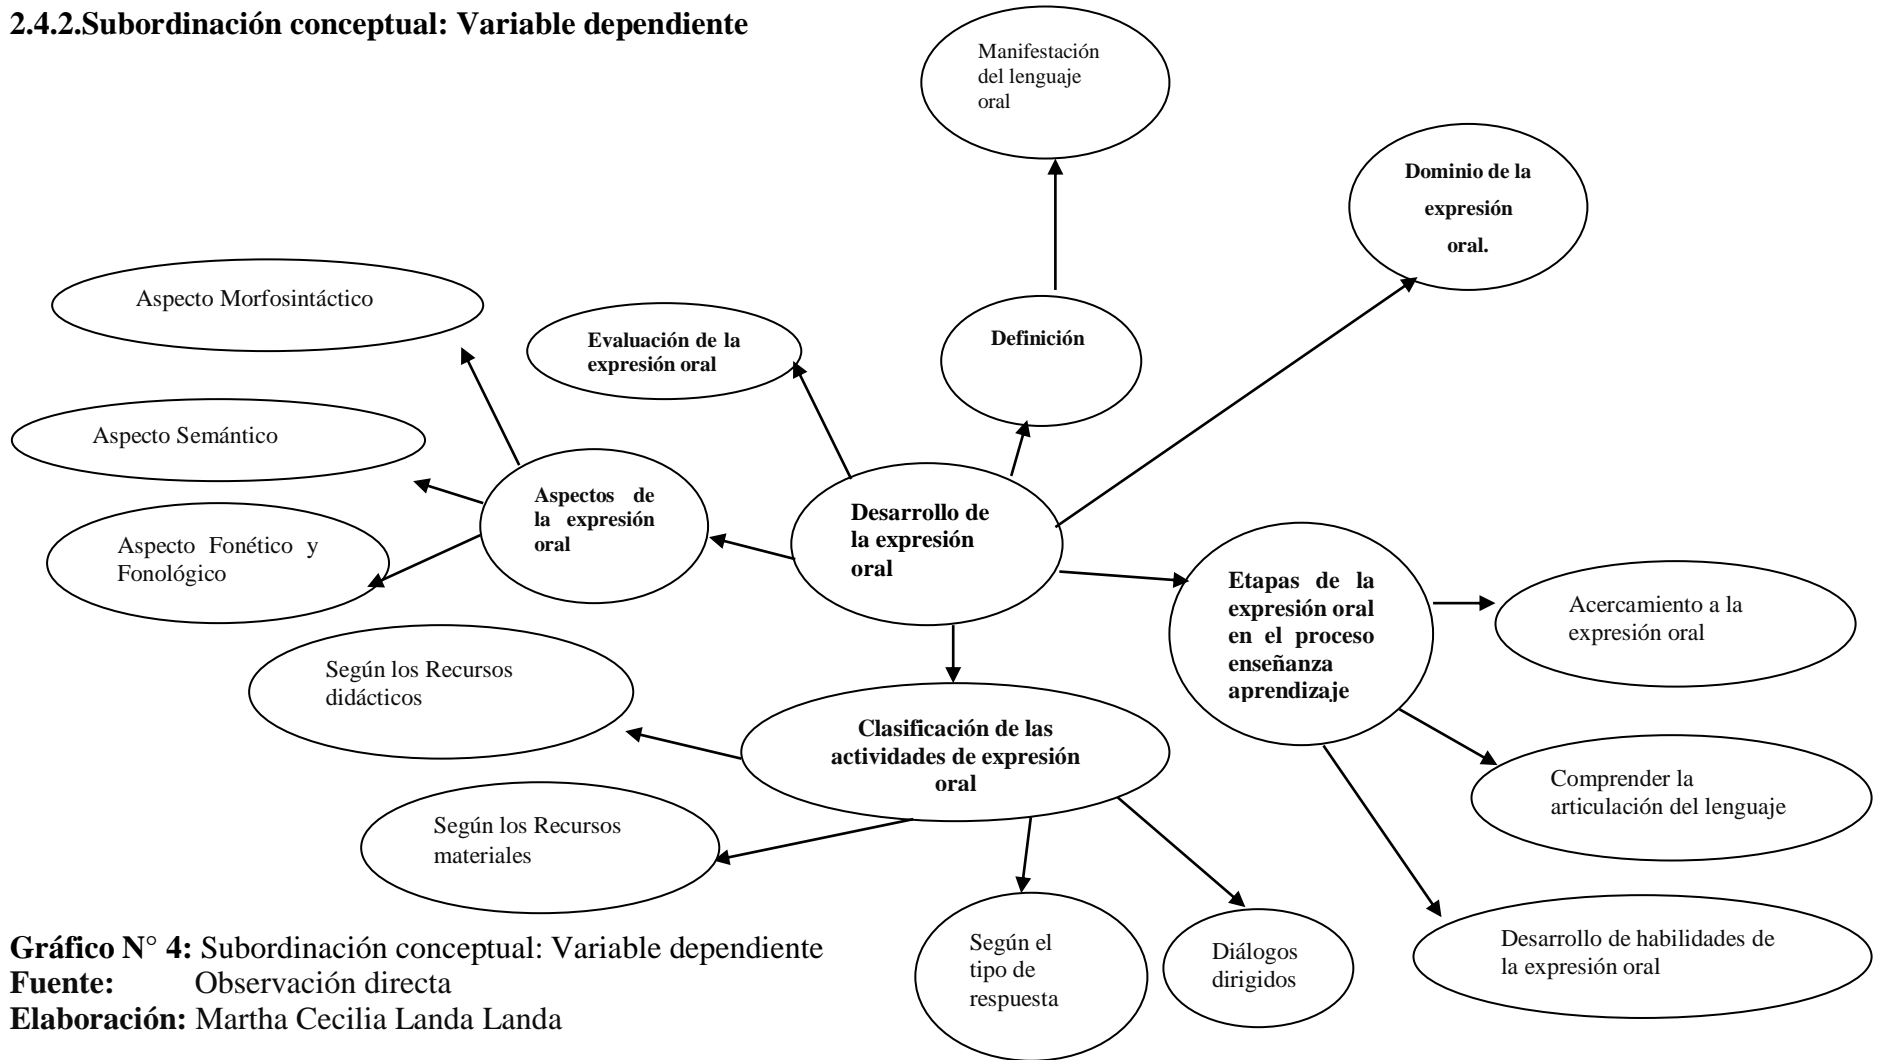 2.4.2.Subordinación conceptual: Variable dependiente
Manifestación
del lenguaje
oral
Dominio de la
expresión
oral.
Aspecto Morfosintáctico
Evaluación de la
expresión oral
Definición
Aspecto Semántico
Aspectos de
la expresión
oral
Desarrollo de
la expresión
oral
Aspecto Fonético y
Fonológico
Etapas de la
expresión oral
en el proceso
enseñanza
aprendizaje
Acercamiento a la
expresión oral
Según los Recursos
didácticos
Clasificación de las
actividades de expresión
oral
Comprender la
articulación del lenguaje
Según los Recursos
materiales
Según el
tipo de
respuesta
Diálogos
dirigidos
Desarrollo de habilidades de
la expresión oral
Gráfico N° 4: Subordinación conceptual: Variable dependiente
Fuente: Observación directa
Elaboración: Martha Cecilia Landa Landa